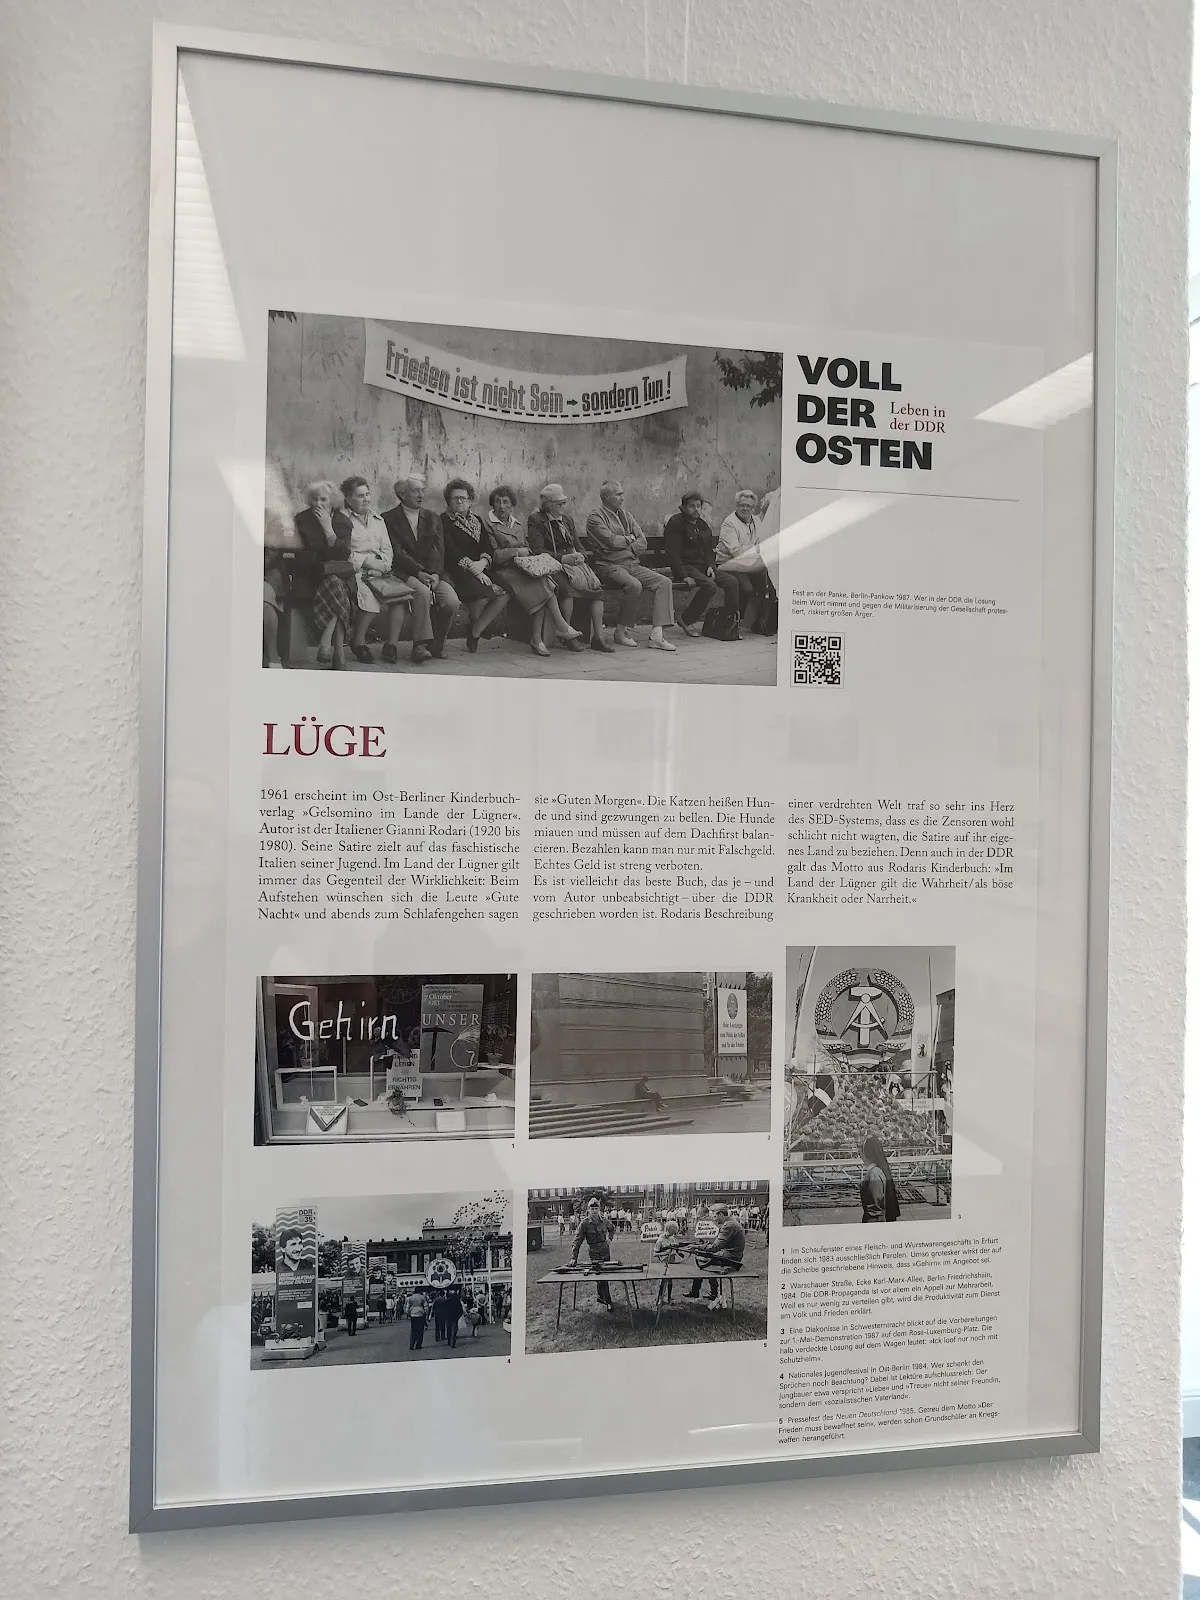 Frieden ist nicht Sein → sondern Tun!
VOLL
DER
OSTEN
Leben in
der DDR
Fest an der Panke, Berlin-Pankow 1987. Wer in der DDR die Losung
beim Wort nimmt und gegen die Militarisierung der Gesellschaft protes-
tiert, riskiert großen Ärger.
LÜGE
1961 erscheint im Ost-Berliner Kinderbuch-
verlag »Gelsomino im Lande der Lügner«.
Autor ist der Italiener Gianni Rodari (1920 bis
1980). Seine Satire zielt auf das faschistische
Italien seiner Jugend. Im Land der Lügner gilt
immer das Gegenteil der Wirklichkeit: Beim
Aufstehen wünschen sich die Leute »Gute
Nacht« und abends zum Schlafengehen sagen
sie »Guten Morgen«. Die Katzen heißen Hun-
de und sind gezwungen zu bellen. Die Hunde
miauen und müssen auf dem Dachfirst balan-
cieren. Bezahlen kann man nur mit Falschgeld.
Echtes Geld ist streng verboten.
Es ist vielleicht das beste Buch, das je – und
vom Autor unbeabsichtigt – über die DDR
geschrieben worden ist. Rodaris Beschreibung
einer verdrehten Welt traf so sehr ins Herz
des SED-Systems, dass es die Zensoren wohl
schlicht nicht wagten, die Satire auf ihr eige-
nes Land zu beziehen. Denn auch in der DDR
galt das Motto aus Rodaris Kinderbuch: »Im
Land der Lügner gilt die Wahrheit/als böse
Krankheit oder Narrheit.«
Gehirn
7. Oktober
1983
UNSER
GESUND
LEBEN
RICHTIG
ERNÄHREN
1
2
3
DDR
35
4
5
1 Im Schaufenster eines Fleisch- und Wurstwarengeschäfts in Erfurt
finden sich 1983 ausschließlich Parolen. Umso grotesker wirkt der auf
die Scheibe geschriebene Hinweis, dass »Gehirn« im Angebot sei.
2 Warschauer Straße, Ecke Karl-Marx-Allee, Berlin-Friedrichshain,
1984. Die DDR-Propaganda ist vor allem ein Appell zur Mehrarbeit.
Weil es nur wenig zu verteilen gibt, wird die Produktivität zum Dienst
am Volk und Frieden erklärt.
3 Eine Diakonisse in Schwesterntracht blickt auf die Vorbereitungen
zur 1.-Mai-Demonstration 1987 auf dem Rosa-Luxemburg-Platz. Die
halb verdeckte Losung auf dem Wagen lautet: »Ick loof nur noch mit
Schutzhelm«.
4 Nationales Jugendfestival in Ost-Berlin 1984. Wer schenkt den
Sprüchen noch Beachtung? Dabei ist Lektüre aufschlussreich: Der
Jungbauer etwa verspricht »Liebe« und »Treue« nicht seiner Freundin,
sondern dem »sozialistischen Vaterland«.
5 Pressefest des Neuen Deutschland 1985. Getreu dem Motto »Der
Frieden muss bewaffnet sein«, werden schon Grundschüler an Kriegs-
waffen herangeführt.